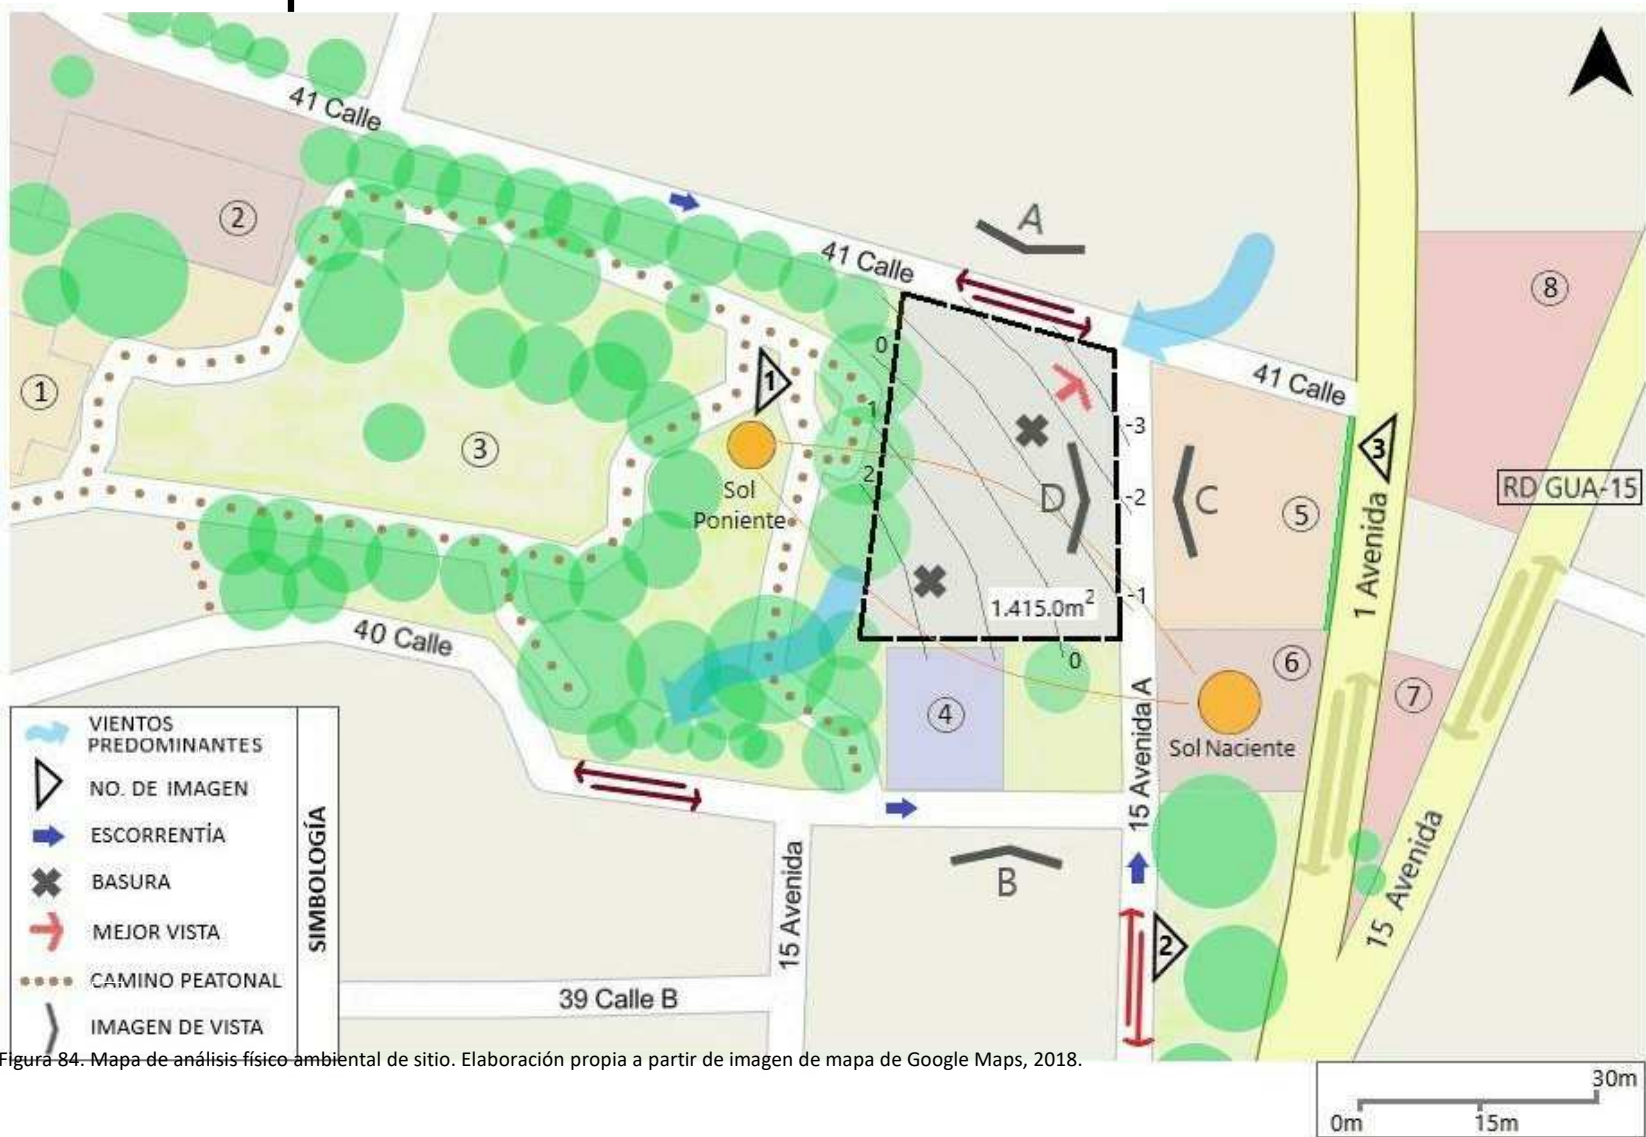 41 Calle
2
A
41 Calle
8
0
1
41 Calle
1
1
3
-3
3
2
Sol
Poniente
D
-2
C
5
RD GUA-15
1 Avenida
1.415.0m²
-1
40 Calle
0
6
4
7
15 Avenida A
Sol Naciente
15 Avenida
15 Avenida
B
2
39 Calle B
SIMBOLOGÍA
VIENTOS
PREDOMINANTES
NO. DE IMAGEN
ESCORRENTÍA
BASURA
MEJOR VISTA
CAMINO PEATONAL
IMAGEN DE VISTA
Figura 84. Mapa de análisis físico ambiental de sitio. Elaboración propia a partir de imagen de mapa de Google Maps, 2018.
30m
0m
15m